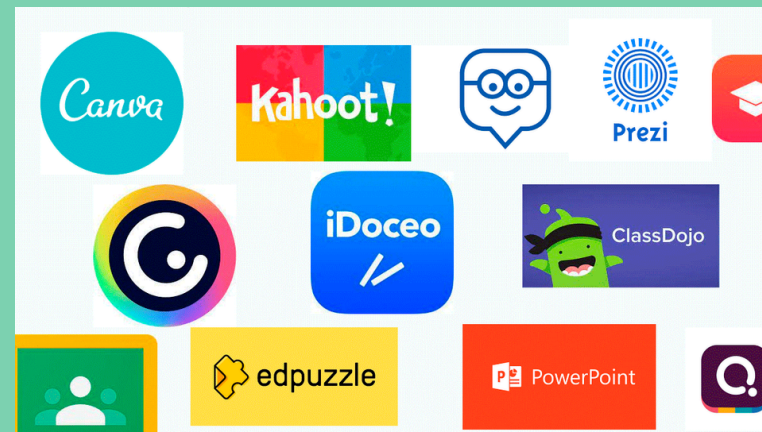 Canva
Kahoot!
Prezi
iDoceo
ClassDojo
edpuzzle
P
PowerPoint
Q